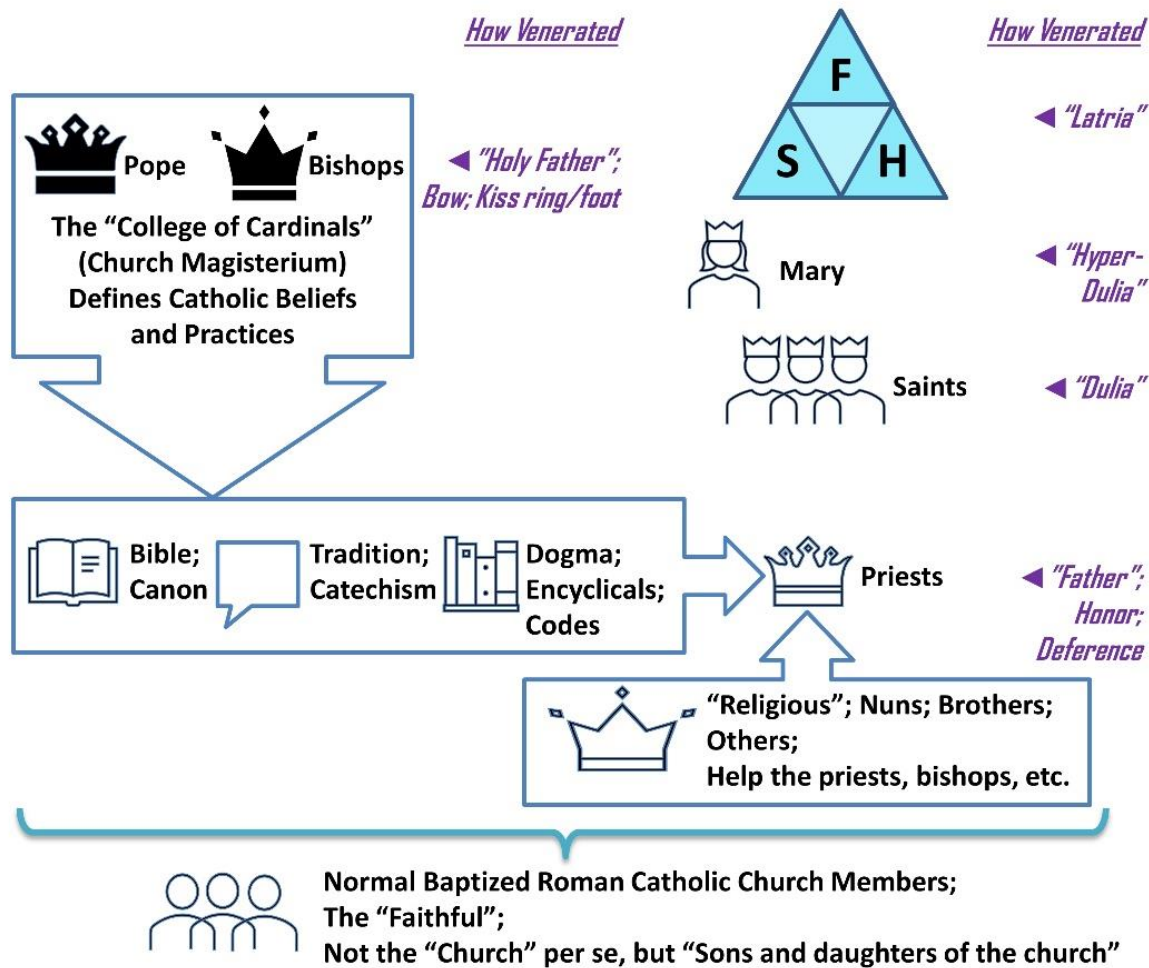 How Venerated
How Venerated
F
S
H
◄ "Latria"
Pope
Bishops
◄ "Holy Father";
Bow; Kiss ring/foot
The “College of Cardinals”
(Church Magisterium)
Defines Catholic Beliefs
and Practices
Mary
◄ "Hyper-
Dulia"
Saints
◄ "Dulia"
Bible;
Canon
Tradition;
Catechism
Dogma;
Encyclicals;
Codes
Priests
◄ "Father";
Honor;
Deference
“Religious”; Nuns; Brothers;
Others;
Help the priests, bishops, etc.
Normal Baptized Roman Catholic Church Members;
The “Faithful”;
Not the “Church” per se, but “Sons and daughters of the church”